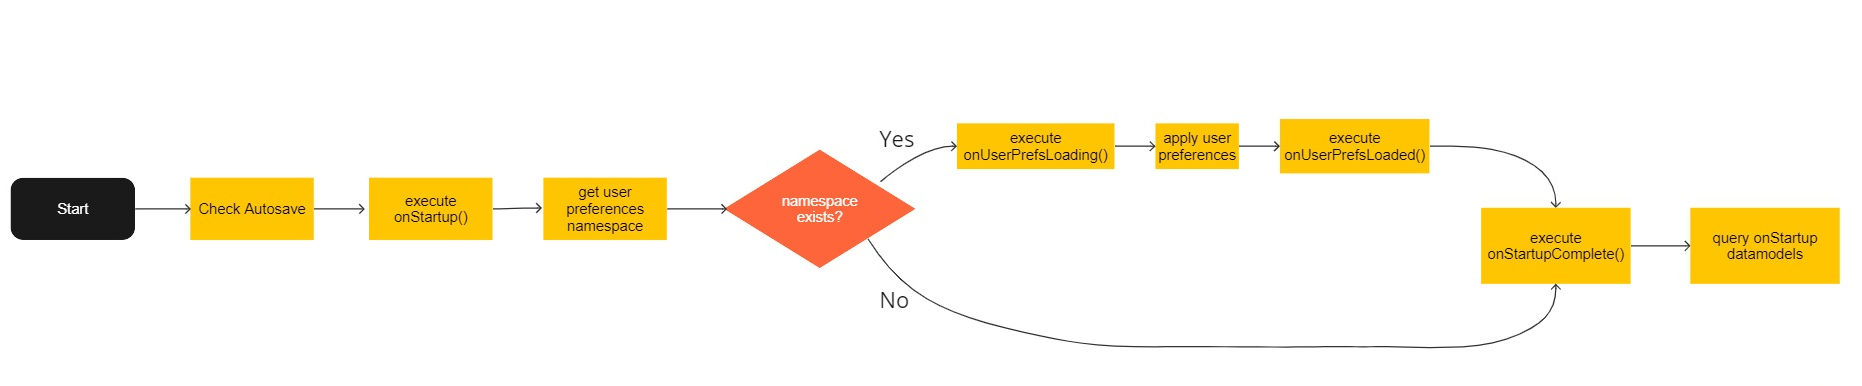 Start
Check Autosave
execute
onStartup()
get user
preferences
namespace
namespace
exists?
Yes
execute
onUserPrefsLoading()
apply user
preferences
execute
onUserPrefsLoaded()
No
execute
onStartupComplete()
query onStartup
datamodels